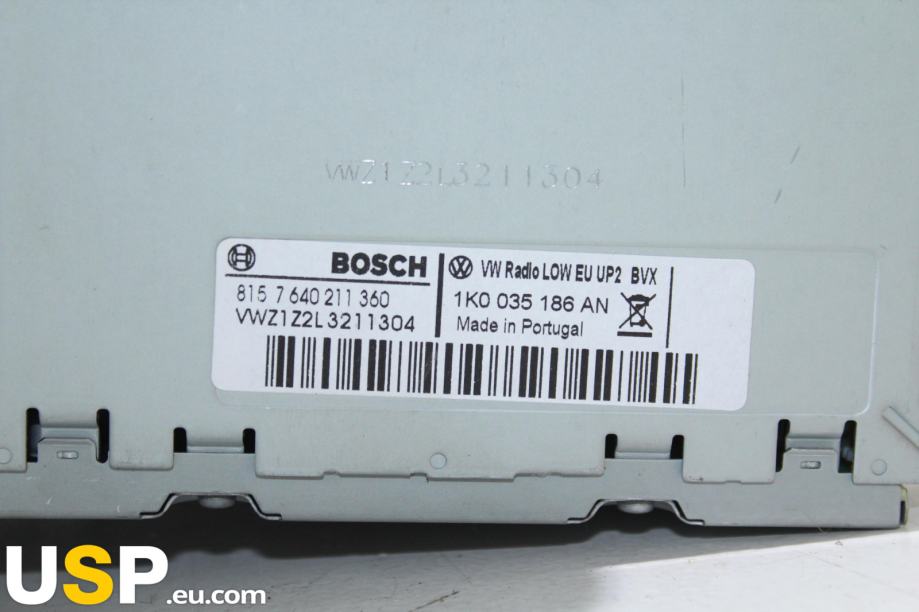 VWZ1Z2L3211304
BOSCH
815 7 640 211 360
VWZ1Z2L3211304
VW Radio LOW EU UP2 BVX
1K0 035 186 AN
Made in Portugal
USP.eu.com